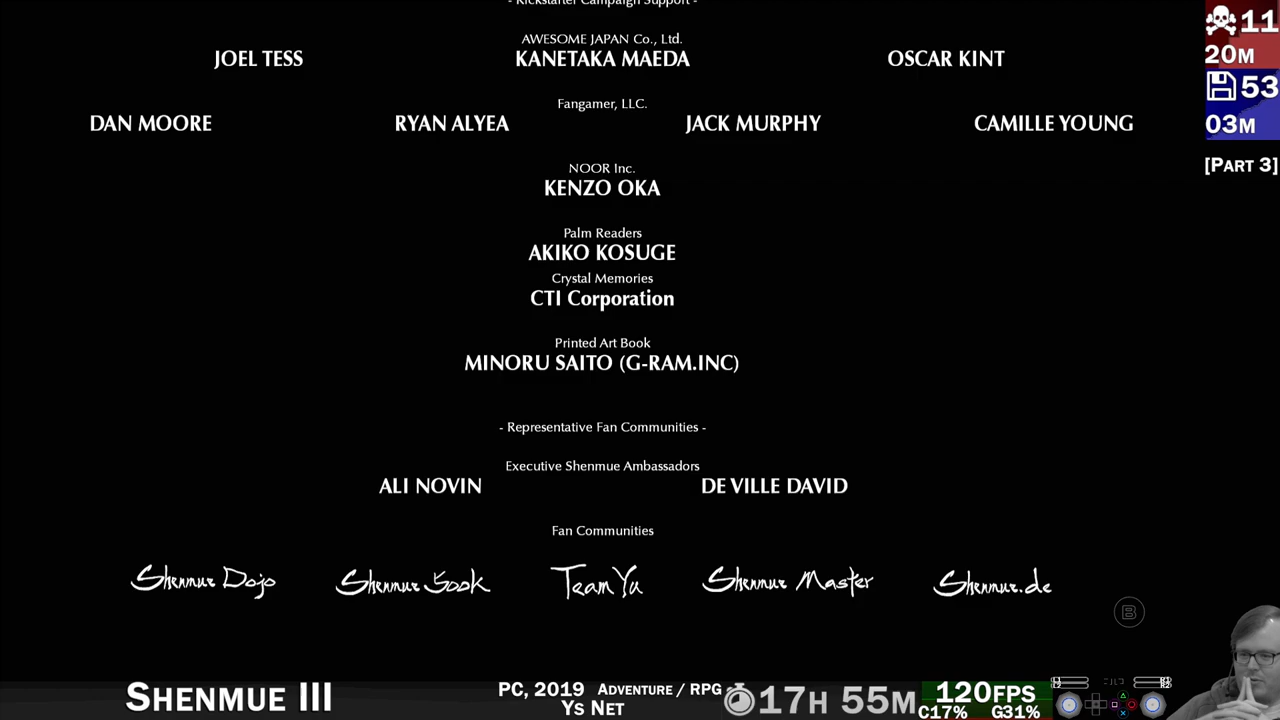 - Kickstarter Campaign Support -
AWESOME JAPAN Co., Ltd.
JOEL TESS KANETAKA MAEDA OSCAR KINT
Fangamer, LLC.
DAN MOORE RYAN ALYEA JACK MURPHY CAMILLE YOUNG
NOOR Inc.
KENZO OKA
Palm Readers
AKIKO KOSUGE
Crystal Memories
CTI Corporation
Printed Art Book
MINORU SAITO (G-RAM.INC)
- Representative Fan Communities -
Executive Shenmue Ambassadors
ALI NOVIN DE VILLE DAVID
Fan Communities
Shenmue Dojo Shenmue 500K Team Yu Shenmue Master Shenmue.de
B
11
20M
53
03M
[PART 3]
SHENMUE III
PC, 2019 ADVENTURE / RPG
YS NET
17H 55M
120FPS
C17% G31%